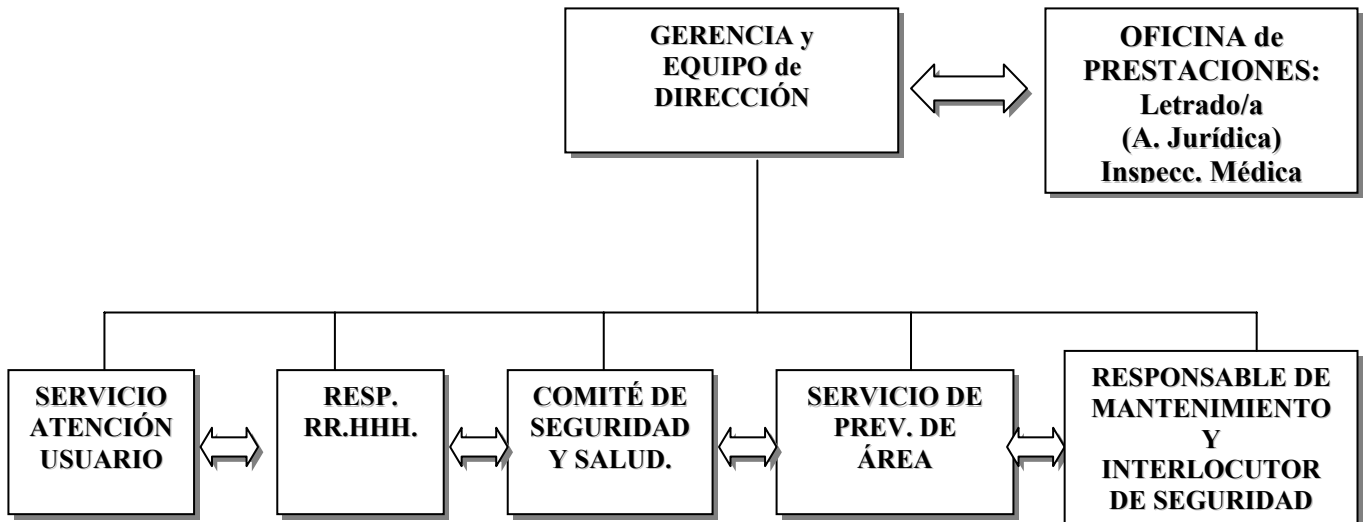 GERENCIA y
EQUIPO de
DIRECCIÓN
OFICINA de
PRESTACIONES:
Letrado/a
(A. Jurídica)
Inspecc. Médica
SERVICIO
ATENCIÓN
USUARIO
RESP.
RR.HHH.
COMITÉ DE
SEGURIDAD
Y SALUD.
SERVICIO DE
PREV. DE
ÁREA
RESPONSABLE DE
MANTENIMIENTO
Y
INTERLOCUTOR
DE SEGURIDAD